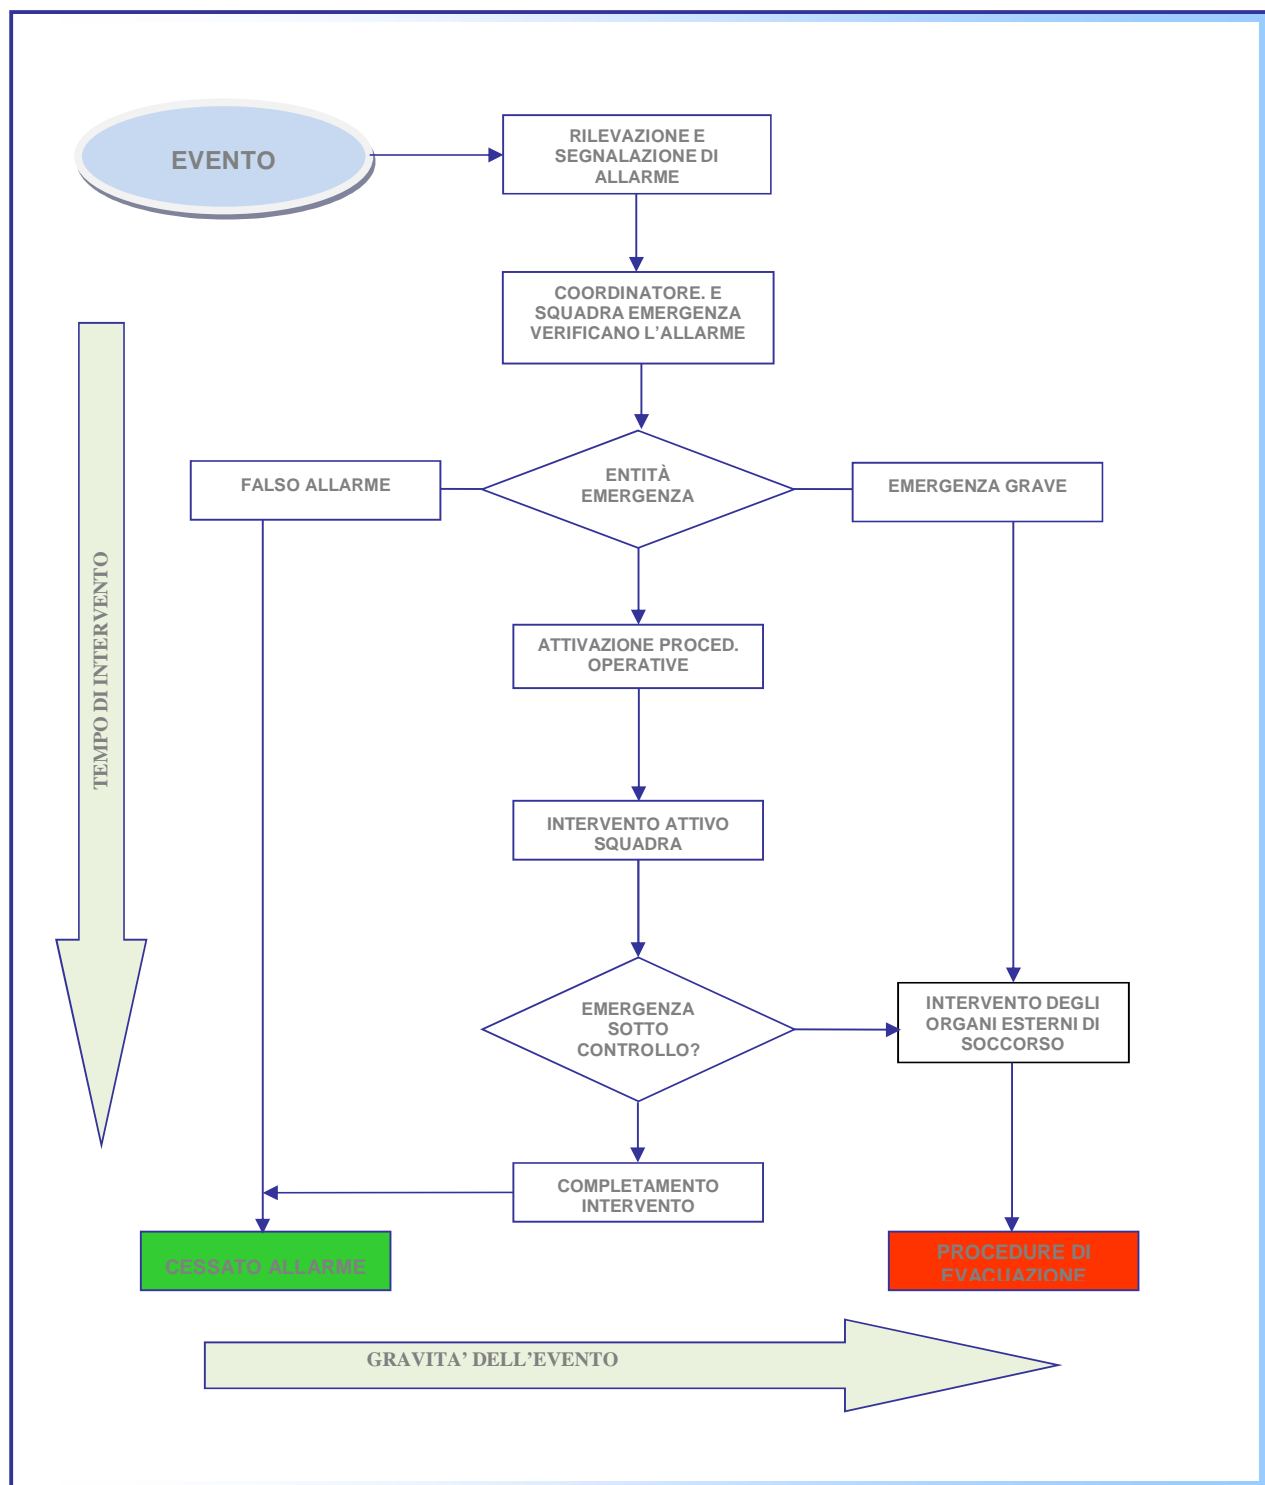 EVENTO
RILEVAZIONE E
SEGNALAZIONE DI
ALLARME
COORDINATORE. E
SQUADRA EMERGENZA
VERIFICANO L’ALLARME
FALSO ALLARME
ENTITÀ
EMERGENZA
EMERGENZA GRAVE
TEMPO DI INTERVENTO
ATTIVAZIONE PROCED.
OPERATIVE
INTERVENTO ATTIVO
SQUADRA
EMERGENZA
SOTTO
CONTROLLO?
INTERVENTO DEGLI
ORGANI ESTERNI DI
SOCCORSO
COMPLETAMENTO
INTERVENTO
CESSATO ALLARME
PROCEDURE DI
EVACUAZIONE
GRAVITA’ DELL’EVENTO